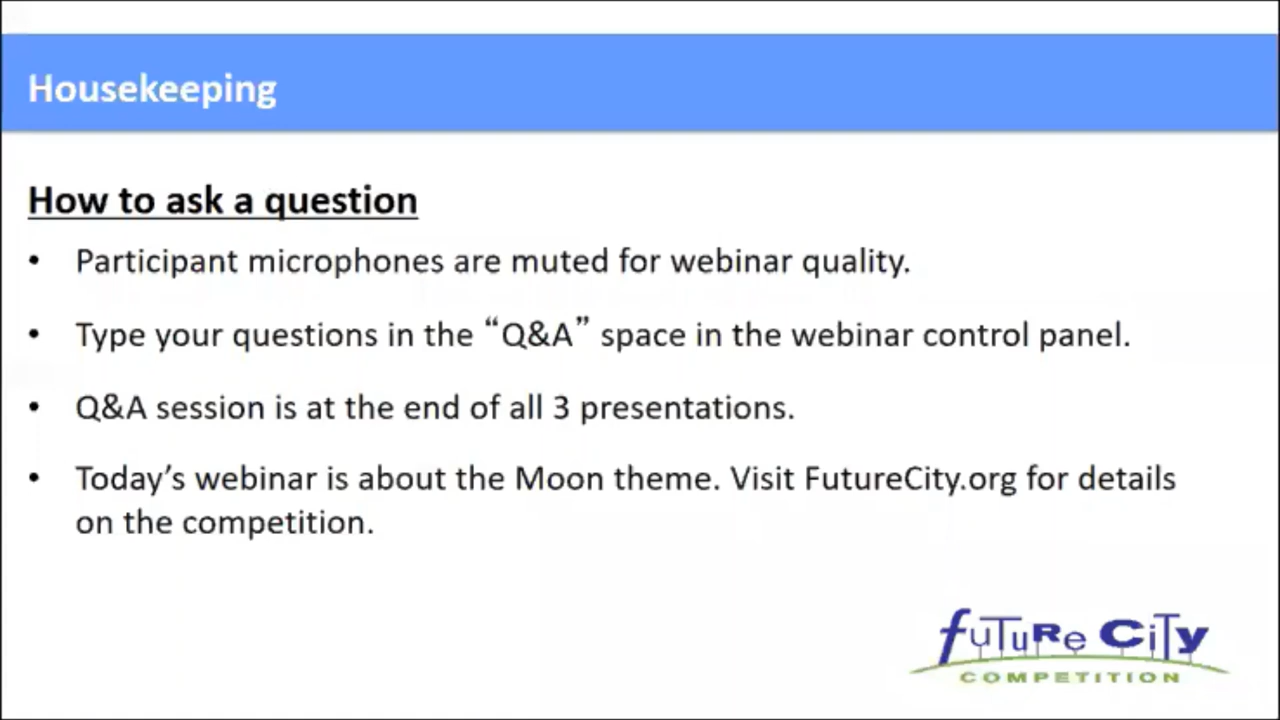 Housekeeping
How to ask a question
• Participant microphones are muted for webinar quality.
• Type your questions in the “Q&A” space in the webinar control panel.
• Q&A session is at the end of all 3 presentations.
• Today’s webinar is about the Moon theme. Visit FutureCity.org for details
on the competition.
FuTuRe CiTy
COMPETITION